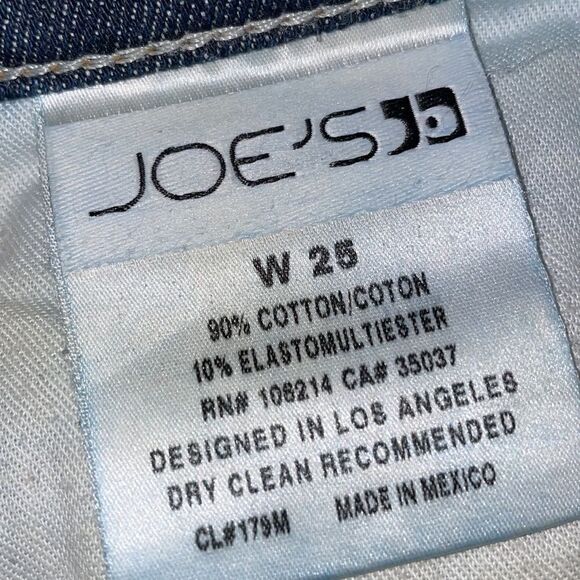 JOE'S
W 25
90% COTTON/COTON
10% ELASTOMULTIESTER
RN# 106214 CA# 35037
DESIGNED IN LOS ANGELES
DRY CLEAN RECOMMENDED
CL#179M MADE IN MEXICO